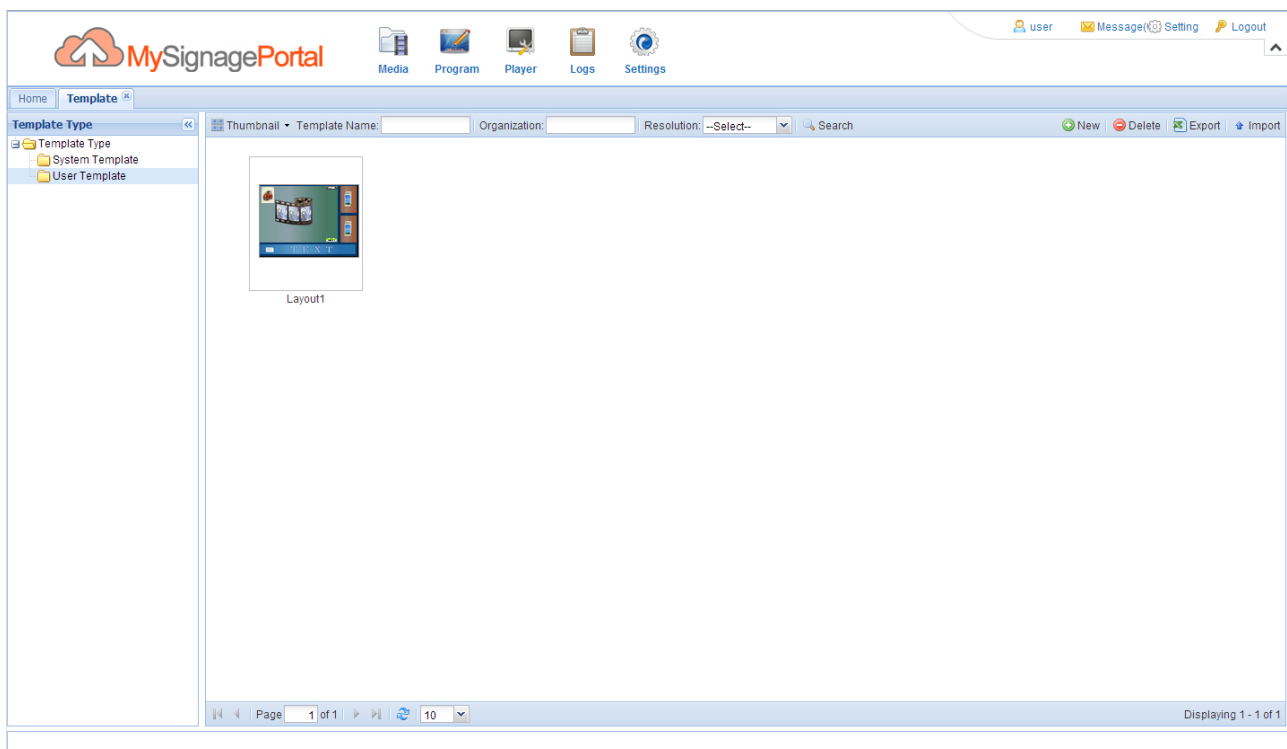 user Message( Setting Logout
MySignagePortal
Media Program Player Logs Settings
Home Template
Template Type
Thumbnail Template Name: Organization: Resolution: --Select-- Search New Delete Export Import
Template Type
System Template
User Template
TEXT
Layout1
Page 1 of 1 10 Displaying 1 - 1 of 1